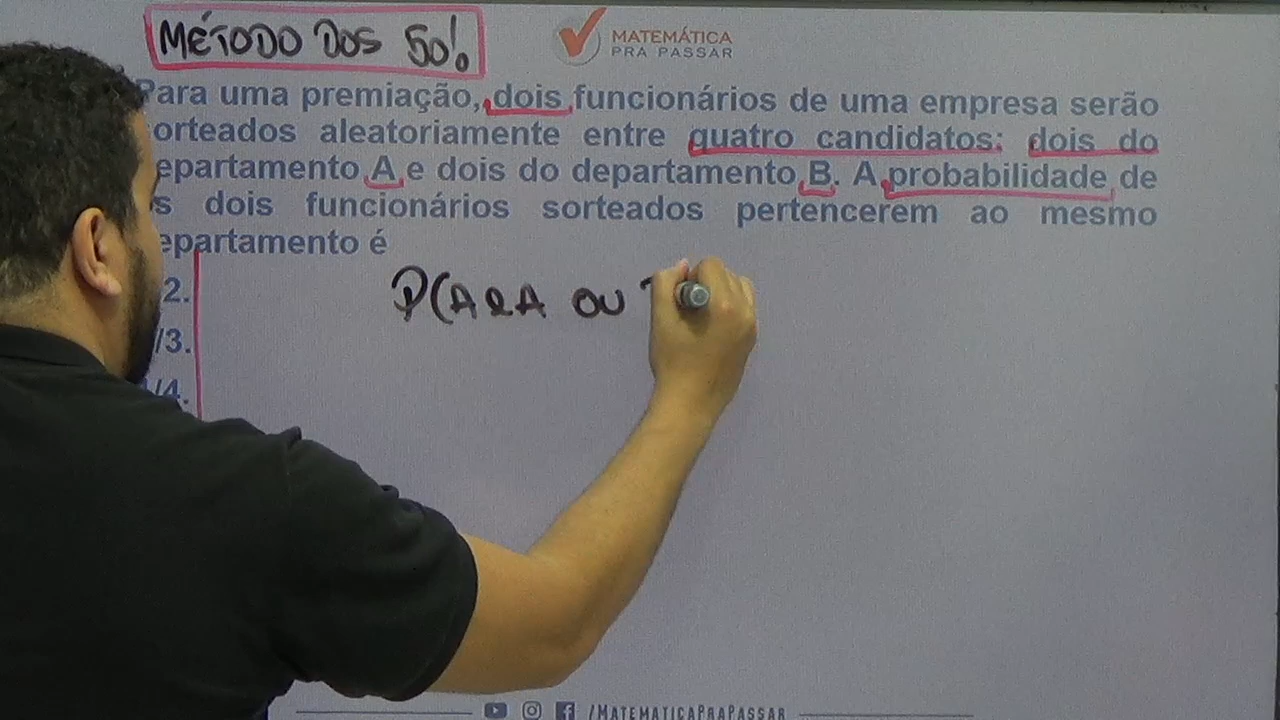 MÉTODO DOS 50!
MATEMÁTICA
PRA PASSAR
Para uma premiação, dois funcionários de uma empresa serão
orteados aleatoriamente entre quatro candidatos: dois do
epartamento A e dois do departamento B. A probabilidade de
s dois funcionários sorteados pertencerem ao mesmo
epartamento é
2.
/3.
/4.
P(A e A OU
/MATEMATICAPRAPASSAR